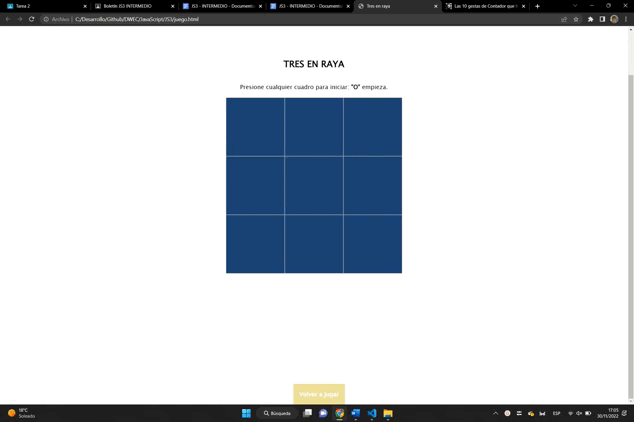 Tarea 2
Boletín JS3 INTERMEDIO
JS3 - INTERMEDIO - Document
JS3 - INTERMEDIO - Document
Tres en raya
Las 10 gestas de Contador que
Archivo | C:/Desarrollo/Github/DWEC/JavaScript/JS3/juego.html
TRES EN RAYA
Presione cualquier cuadro para iniciar: "O" empieza.
Volver a jugar
18°C
Soleado
Búsqueda
ESP
17:05
30/11/2022